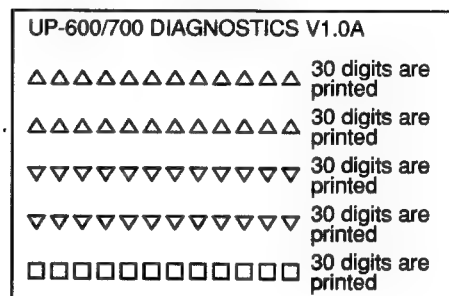 UP-600/700 DIAGNOSTICS V1.0A
△△△△△△△△△△△△ 30 digits are
printed
△△△△△△△△△△△△ 30 digits are
printed
▽▽▽▽▽▽▽▽▽▽▽▽ 30 digits are
printed
▽▽▽▽▽▽▽▽▽▽▽▽ 30 digits are
printed
□□□□□□□□□□□□ 30 digits are
printed